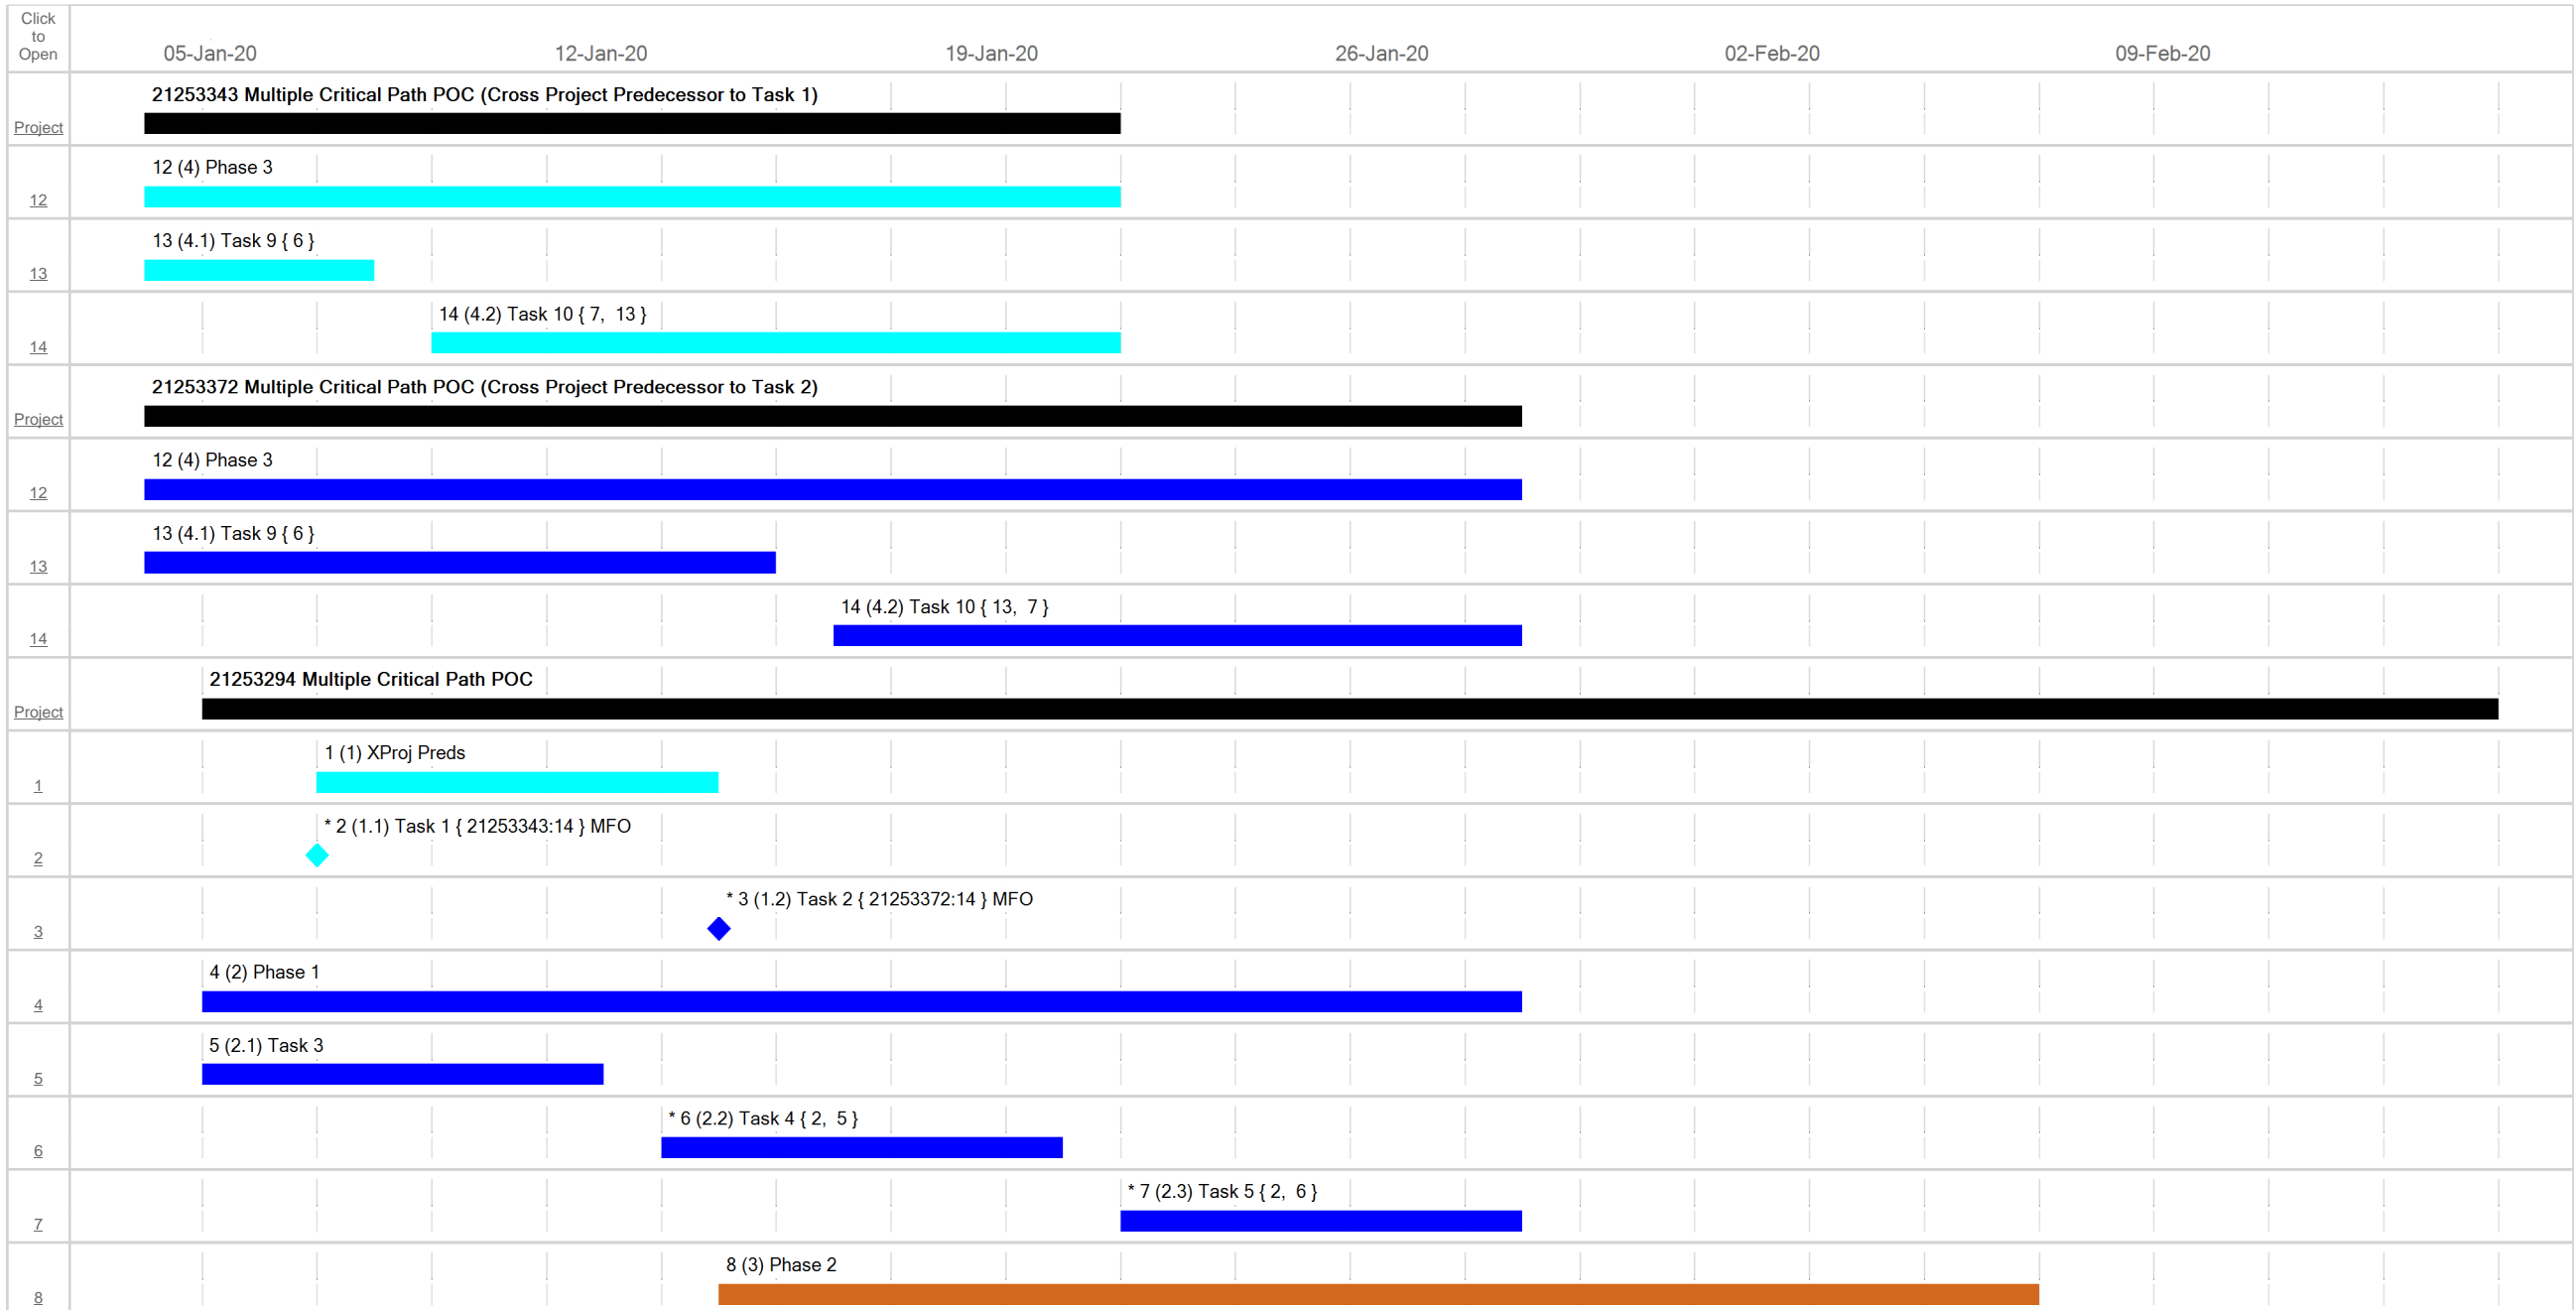 Click
to
Open
05-Jan-20 12-Jan-20 19-Jan-20 26-Jan-20 02-Feb-20 09-Feb-20
21253343 Multiple Critical Path POC (Cross Project Predecessor to Task 1)
Project
12 (4) Phase 3
12
13 (4.1) Task 9 { 6 }
13
14 (4.2) Task 10 { 7, 13 }
14
21253372 Multiple Critical Path POC (Cross Project Predecessor to Task 2)
Project
12 (4) Phase 3
12
13 (4.1) Task 9 { 6 }
13
14 (4.2) Task 10 { 13, 7 }
14
21253294 Multiple Critical Path POC
Project
1 (1) XProj Preds
1
* 2 (1.1) Task 1 { 21253343:14 } MFO
2
* 3 (1.2) Task 2 { 21253372:14 } MFO
3
4 (2) Phase 1
4
5 (2.1) Task 3
5
* 6 (2.2) Task 4 { 2, 5 }
6
* 7 (2.3) Task 5 { 2, 6 }
7
8 (3) Phase 2
8